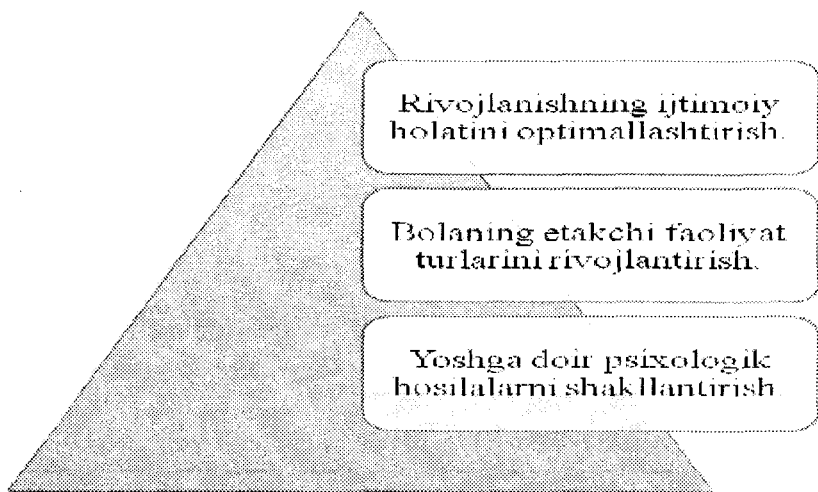 Rivojlanishning ijtimoiy
holatini optimallashtirish.
Bolaning etakchi faoliyat
turlarini rivojlantirish.
Yoshga doir psixologik
hosilalarni shakllantirish.